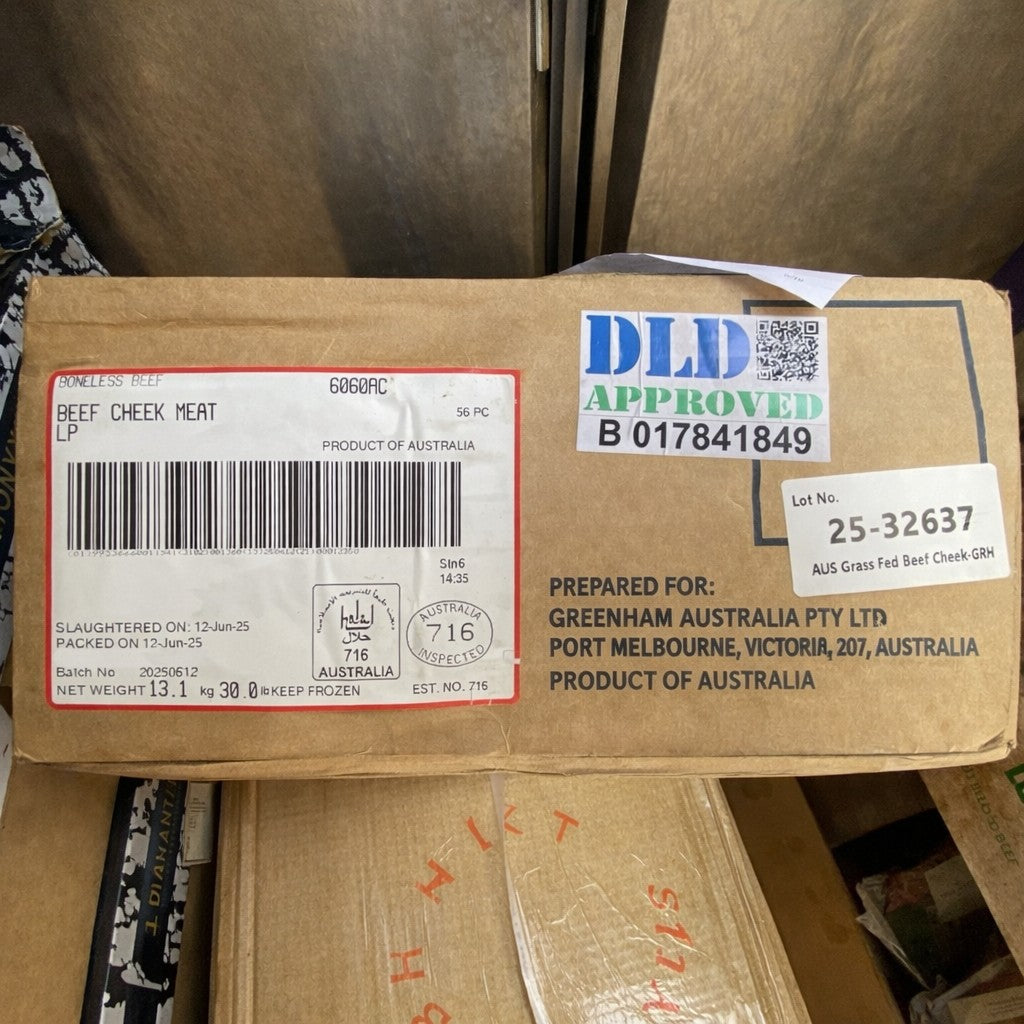 BONELESS BEEF
6060AC
BEEF CHEEK MEAT
56 PC
LP
PRODUCT OF AUSTRALIA
Sln6
14:35
SLAUGHTERED ON: 12-Jun-25
PACKED ON 12-Jun-25
Batch No 20250612
NET WEIGHT 13.1 kg 30.0 lb KEEP FROZEN
halal
حلال
716
AUSTRALIA
AUSTRALIA
716
INSPECTED
EST. NO. 716
DLD
APPROVED
B 017841849
Lot No.
25-32637
AUS Grass Fed Beef Cheek-GRH
PREPARED FOR:
GREENHAM AUSTRALIA PTY LTD
PORT MELBOURNE, VICTORIA, 207, AUSTRALIA
PRODUCT OF AUSTRALIA